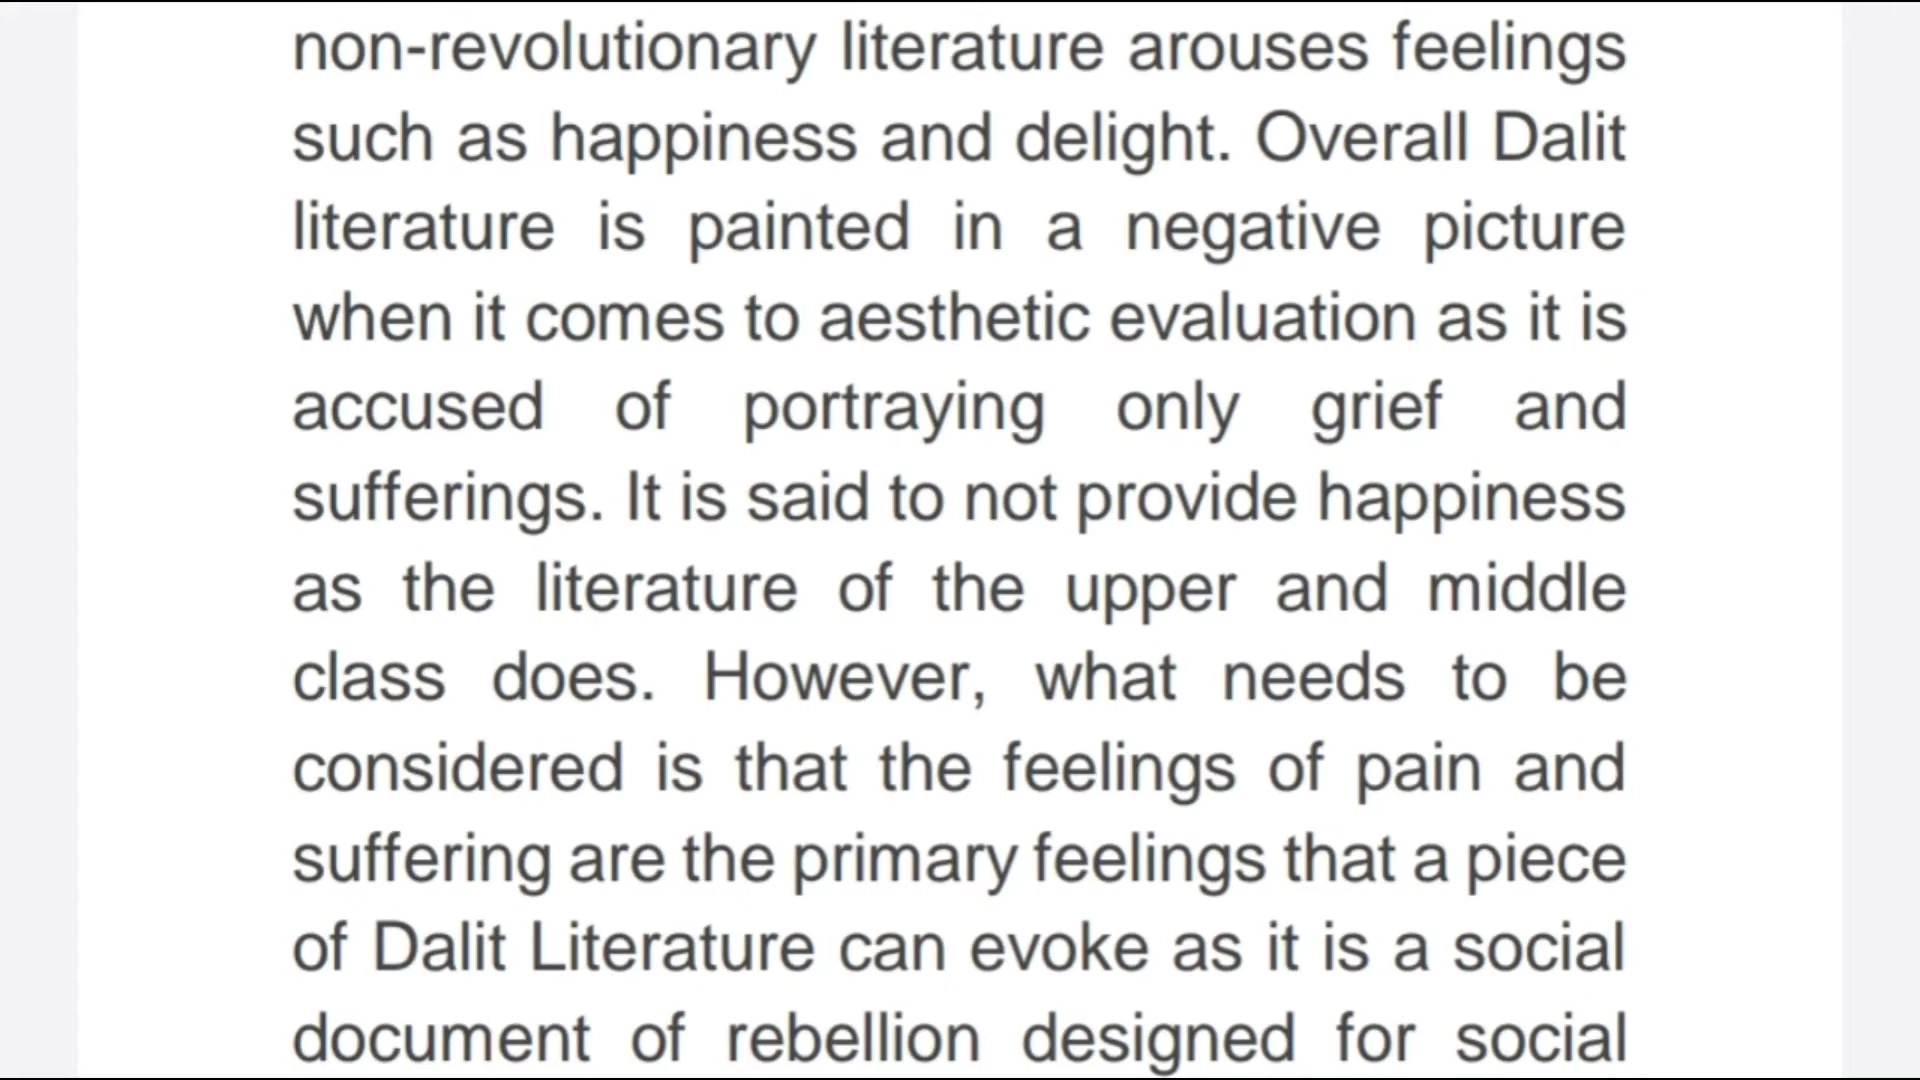 non-revolutionary literature arouses feelings
such as happiness and delight. Overall Dalit
literature is painted in a negative picture
when it comes to aesthetic evaluation as it is
accused of portraying only grief and
sufferings. It is said to not provide happiness
as the literature of the upper and middle
class does. However, what needs to be
considered is that the feelings of pain and
suffering are the primary feelings that a piece
of Dalit Literature can evoke as it is a social
document of rebellion designed for social